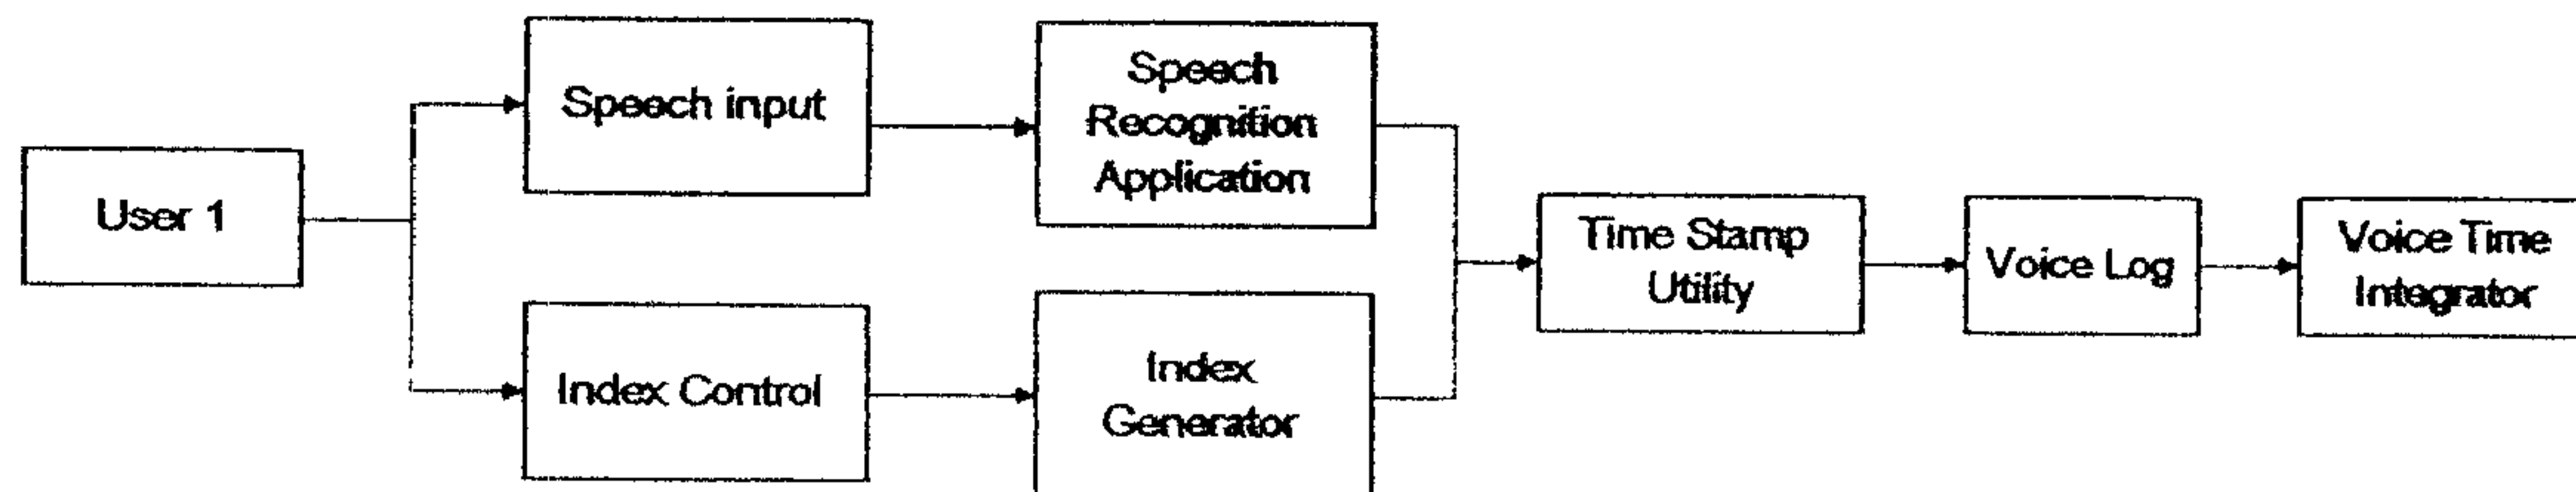 User 1
Speech input
Speech
Recognition
Application
Index Control
Index
Generator
Time Stamp
Utility
Voice Log
Voice Time
Integrator